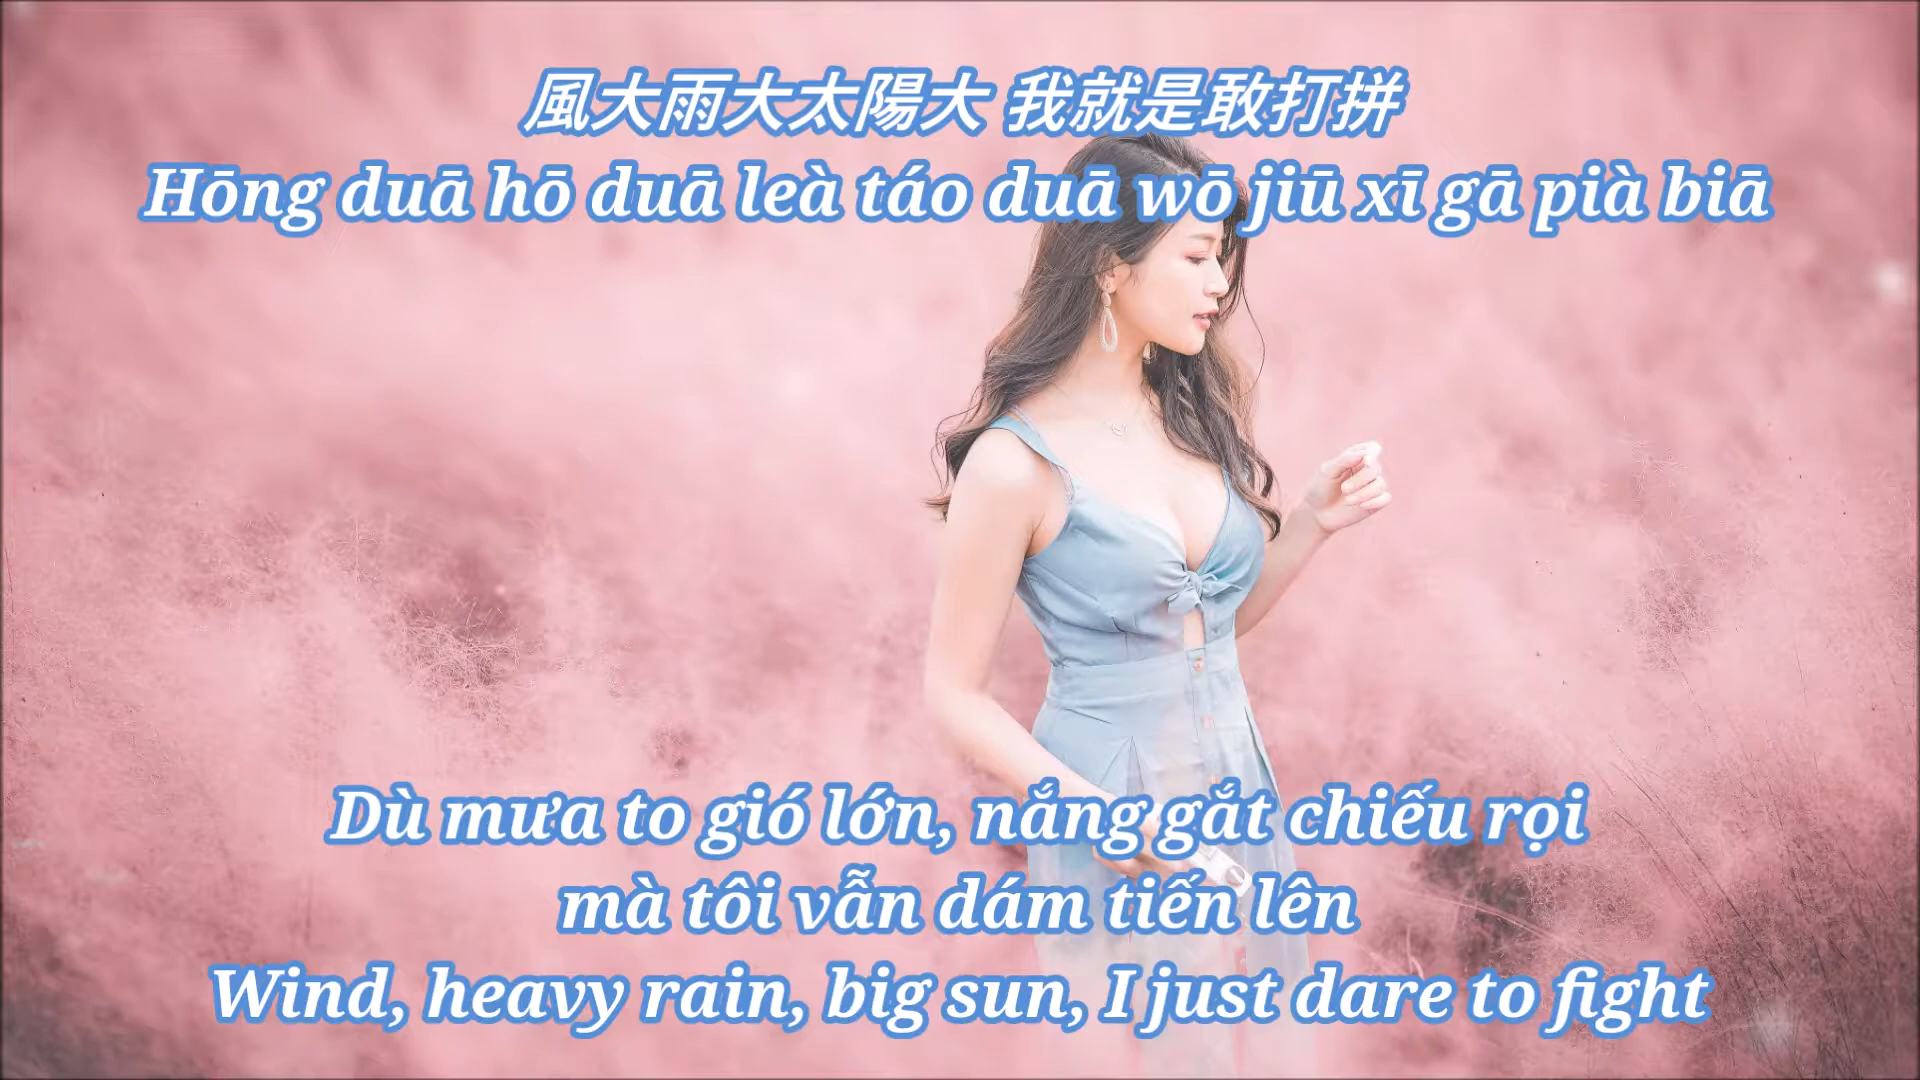 風大雨大太陽大 我就是敢打拼
Hōng duā hō duā leà táo duā wō jiū xī gā pià biā
Dù mưa to gió lớn, nắng gắt chiếu rọi
mà tôi vẫn dám tiến lên
Wind, heavy rain, big sun, I just dare to fight